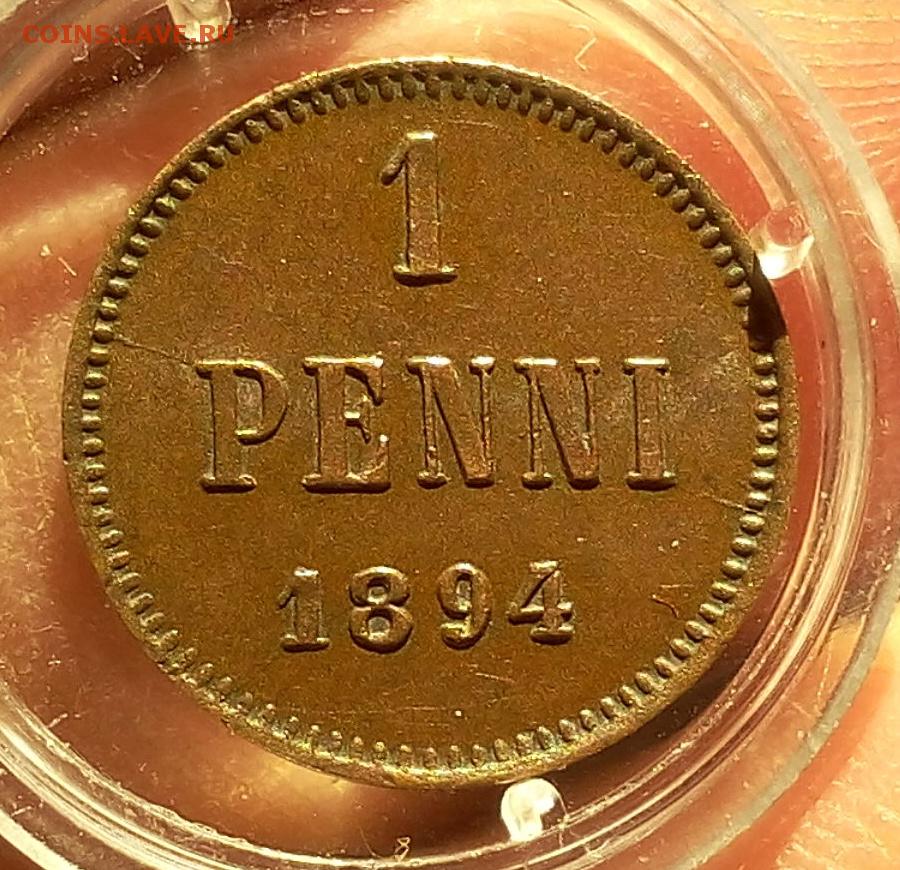 COINS.LAVE.RU
1
PENNI
1894